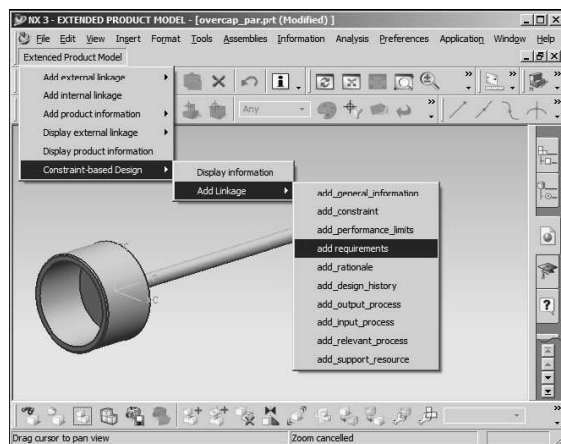 NX 3 - EXTENDED PRODUCT MODEL - [overcap_par.prt (Modified) ]
File Edit View Insert Format Tools Assemblies Information Analysis Preferences Application Window Help
Extenced Product Model
Add external linkage
Add internal linkage
Add product information
Display external linkage
Display product information
Constraint-based Design
Any
Display information
Add Linkage
add_general_information
add_constraint
add_performance_limits
add requirements
add_rationale
add_design_history
add_output_process
add_input_process
add_relevant_process
add_support_resource
Drag cursor to pan view
Zoom cancelled